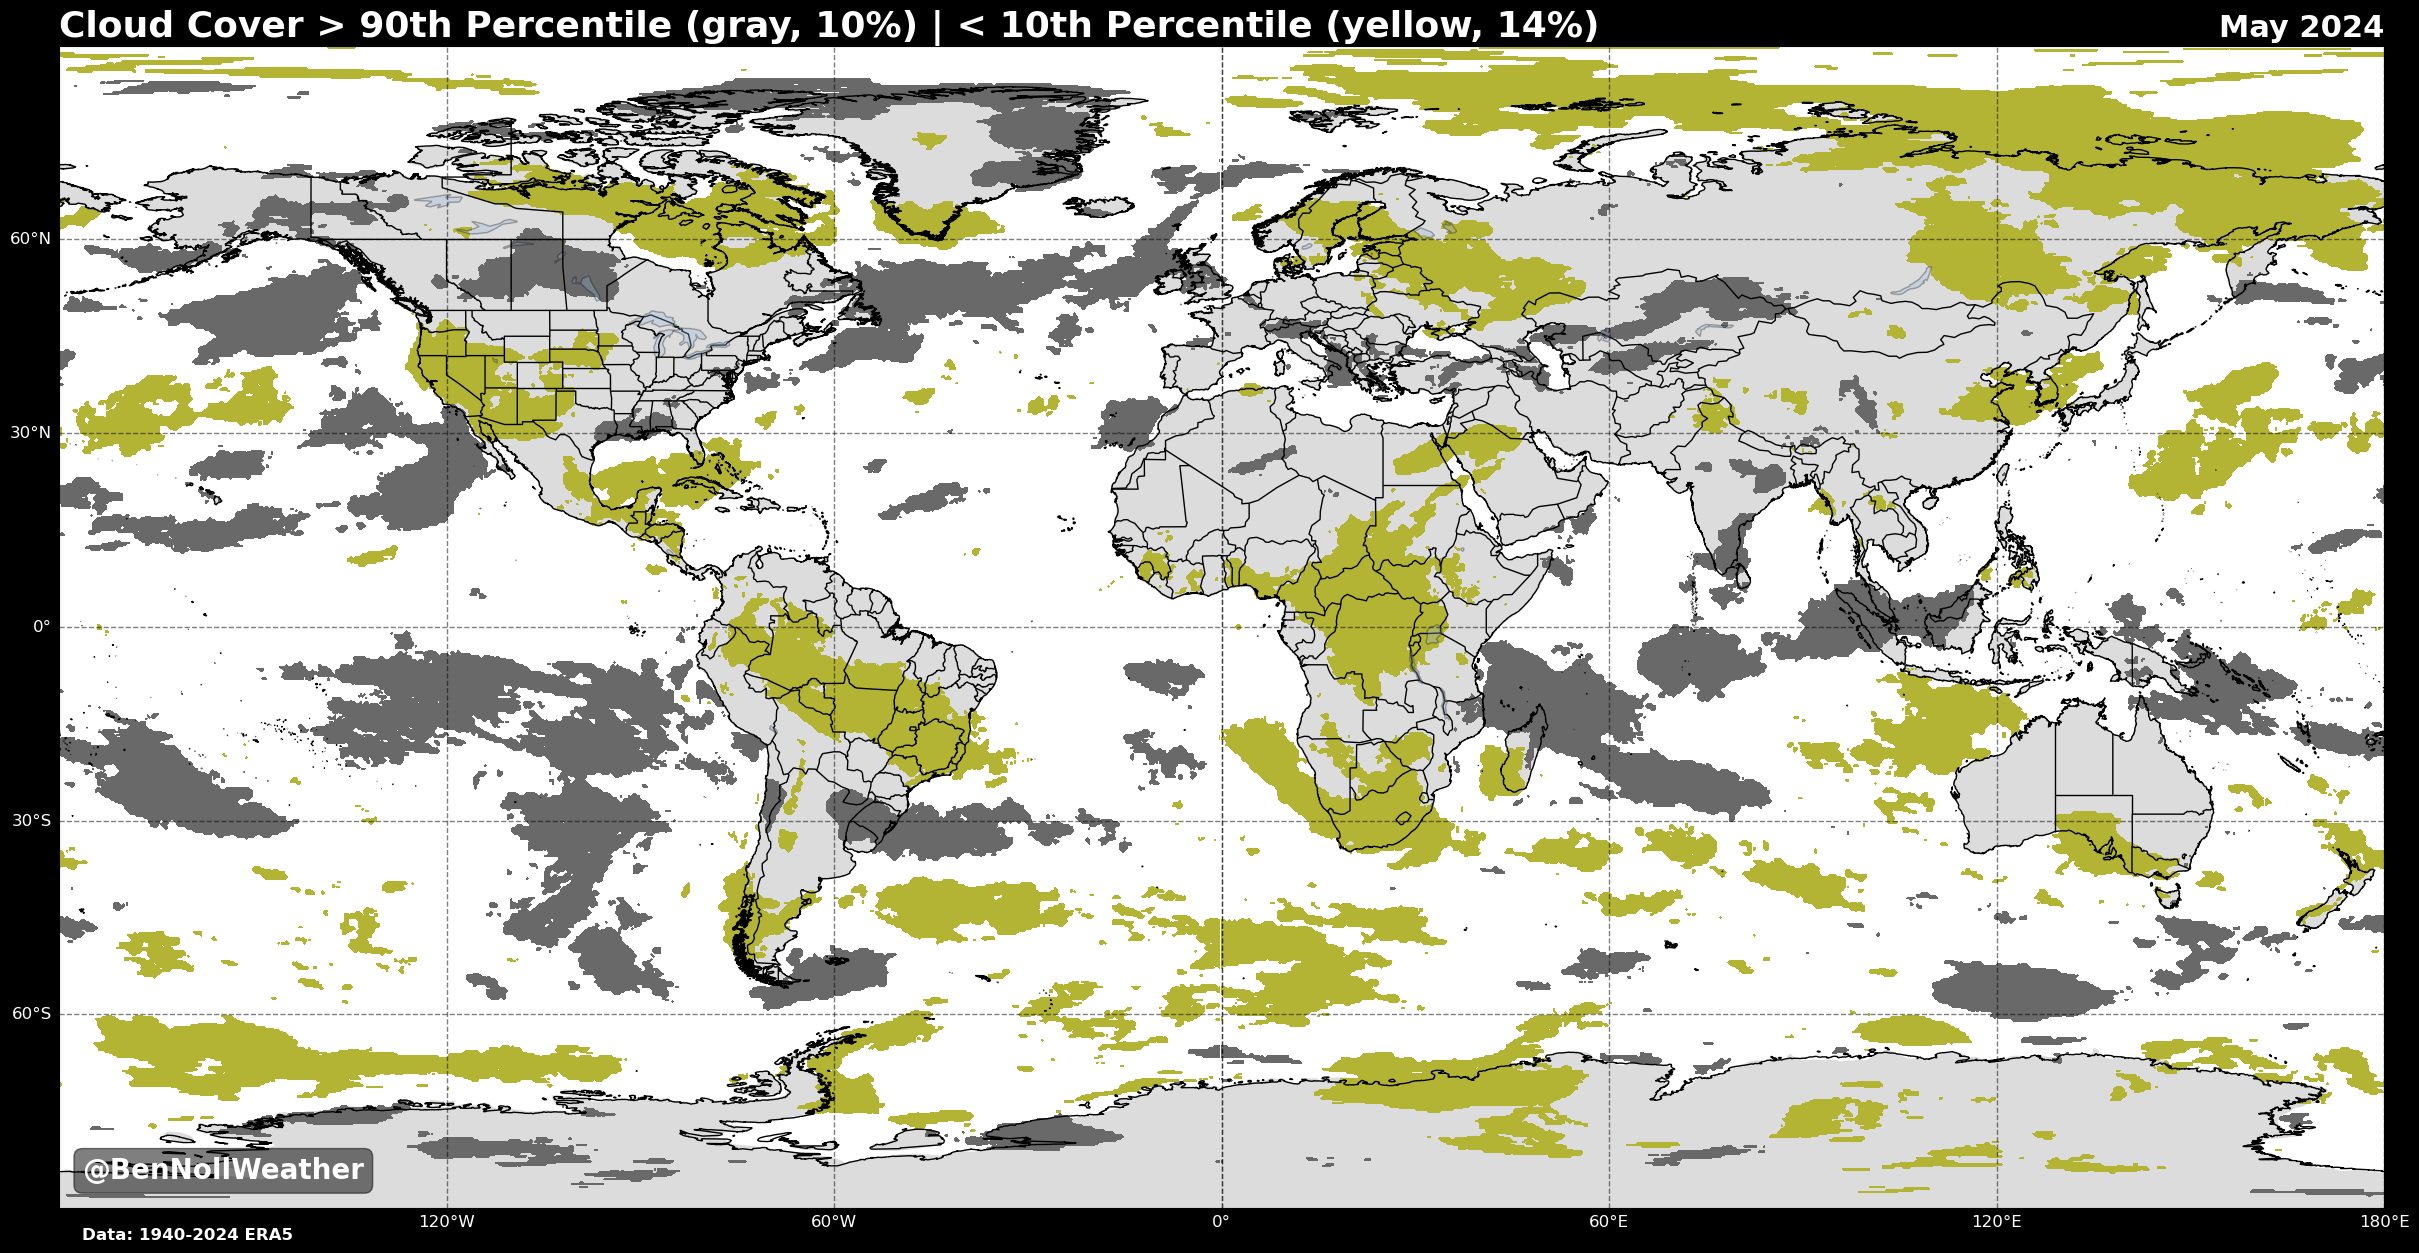 Cloud Cover > 90th Percentile (gray, 10%) | < 10th Percentile (yellow, 14%)
May 2024
60°N
30°N
0°
30°S
60°S
@BenNollWeather
120°W
60°W
0°
60°E
120°E
180°E
Data: 1940-2024 ERA5